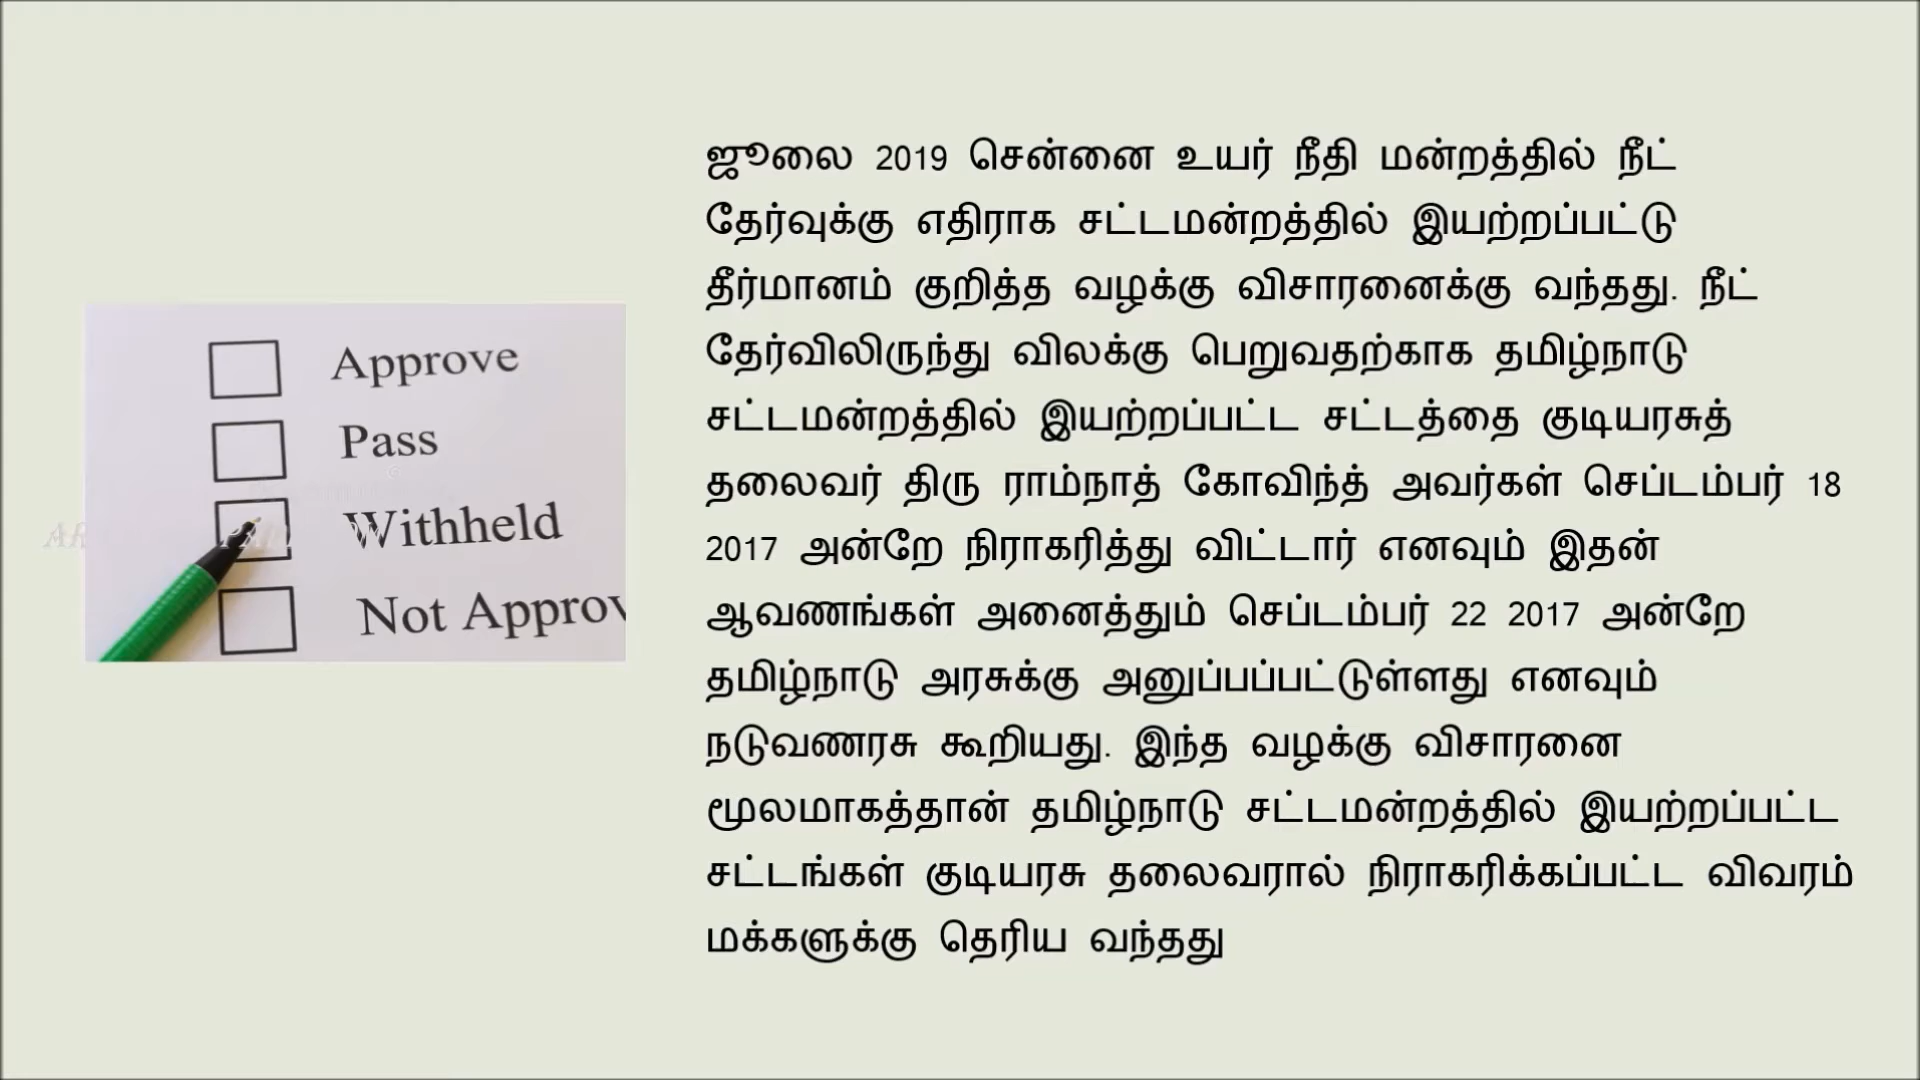 Approve
Pass
Withheld
Not Approv
ஜூலை 2019 சென்னை உயர் நீதி மன்றத்தில் நீட்
தேர்வுக்கு எதிராக சட்டமன்றத்தில் இயற்றப்பட்டு
தீர்மானம் குறித்த வழக்கு விசாரனைக்கு வந்தது. நீட்
தேர்விலிருந்து விலக்கு பெறுவதற்காக தமிழ்நாடு
சட்டமன்றத்தில் இயற்றப்பட்ட சட்டத்தை குடியரசுத்
தலைவர் திரு ராம்நாத் கோவிந்த் அவர்கள் செப்டம்பர் 18
2017 அன்றே நிராகரித்து விட்டார் எனவும் இதன்
ஆவணங்கள் அனைத்தும் செப்டம்பர் 22 2017 அன்றே
தமிழ்நாடு அரசுக்கு அனுப்பப்பட்டுள்ளது எனவும்
நடுவணரசு கூறியது. இந்த வழக்கு விசாரனை
மூலமாகத்தான் தமிழ்நாடு சட்டமன்றத்தில் இயற்றப்பட்ட
சட்டங்கள் குடியரசு தலைவரால் நிராகரிக்கப்பட்ட விவரம்
மக்களுக்கு தெரிய வந்தது